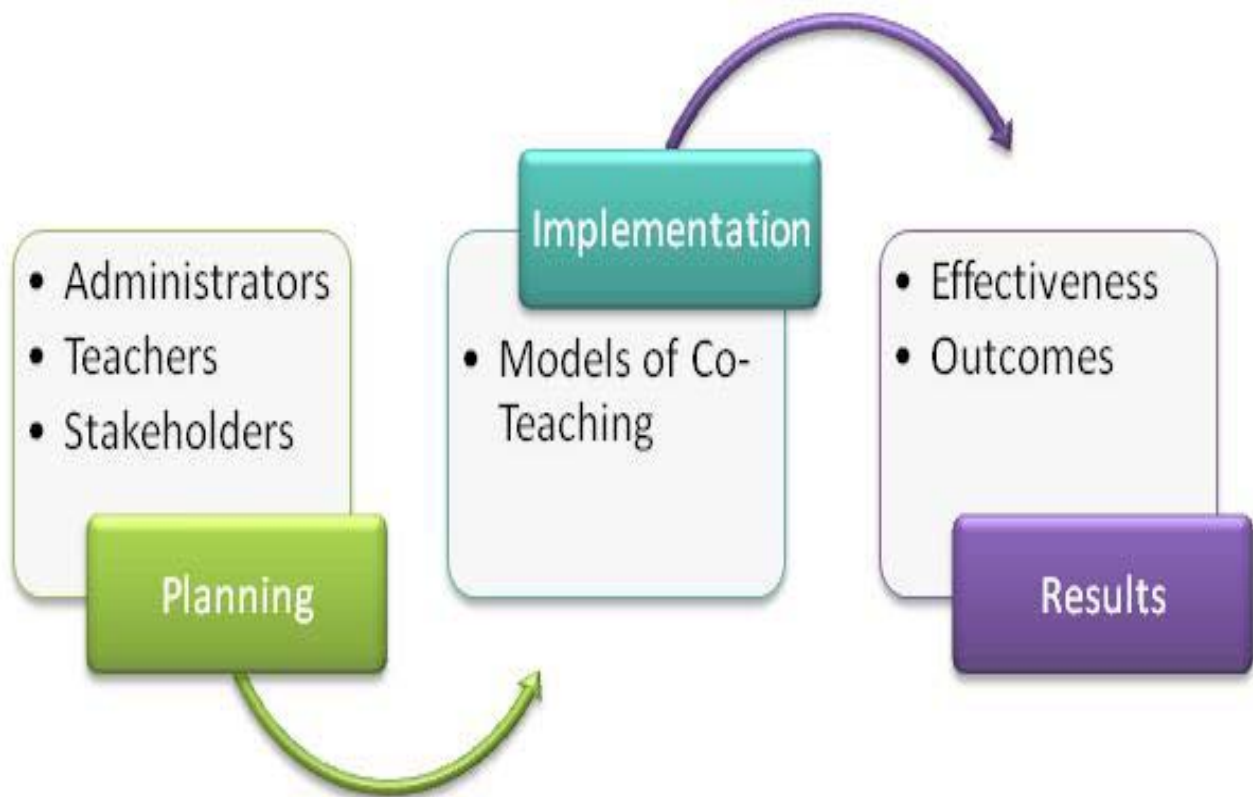 • Administrators
• Teachers
• Stakeholders
Planning
Implementation
• Models of Co-
Teaching
• Effectiveness
• Outcomes
Results